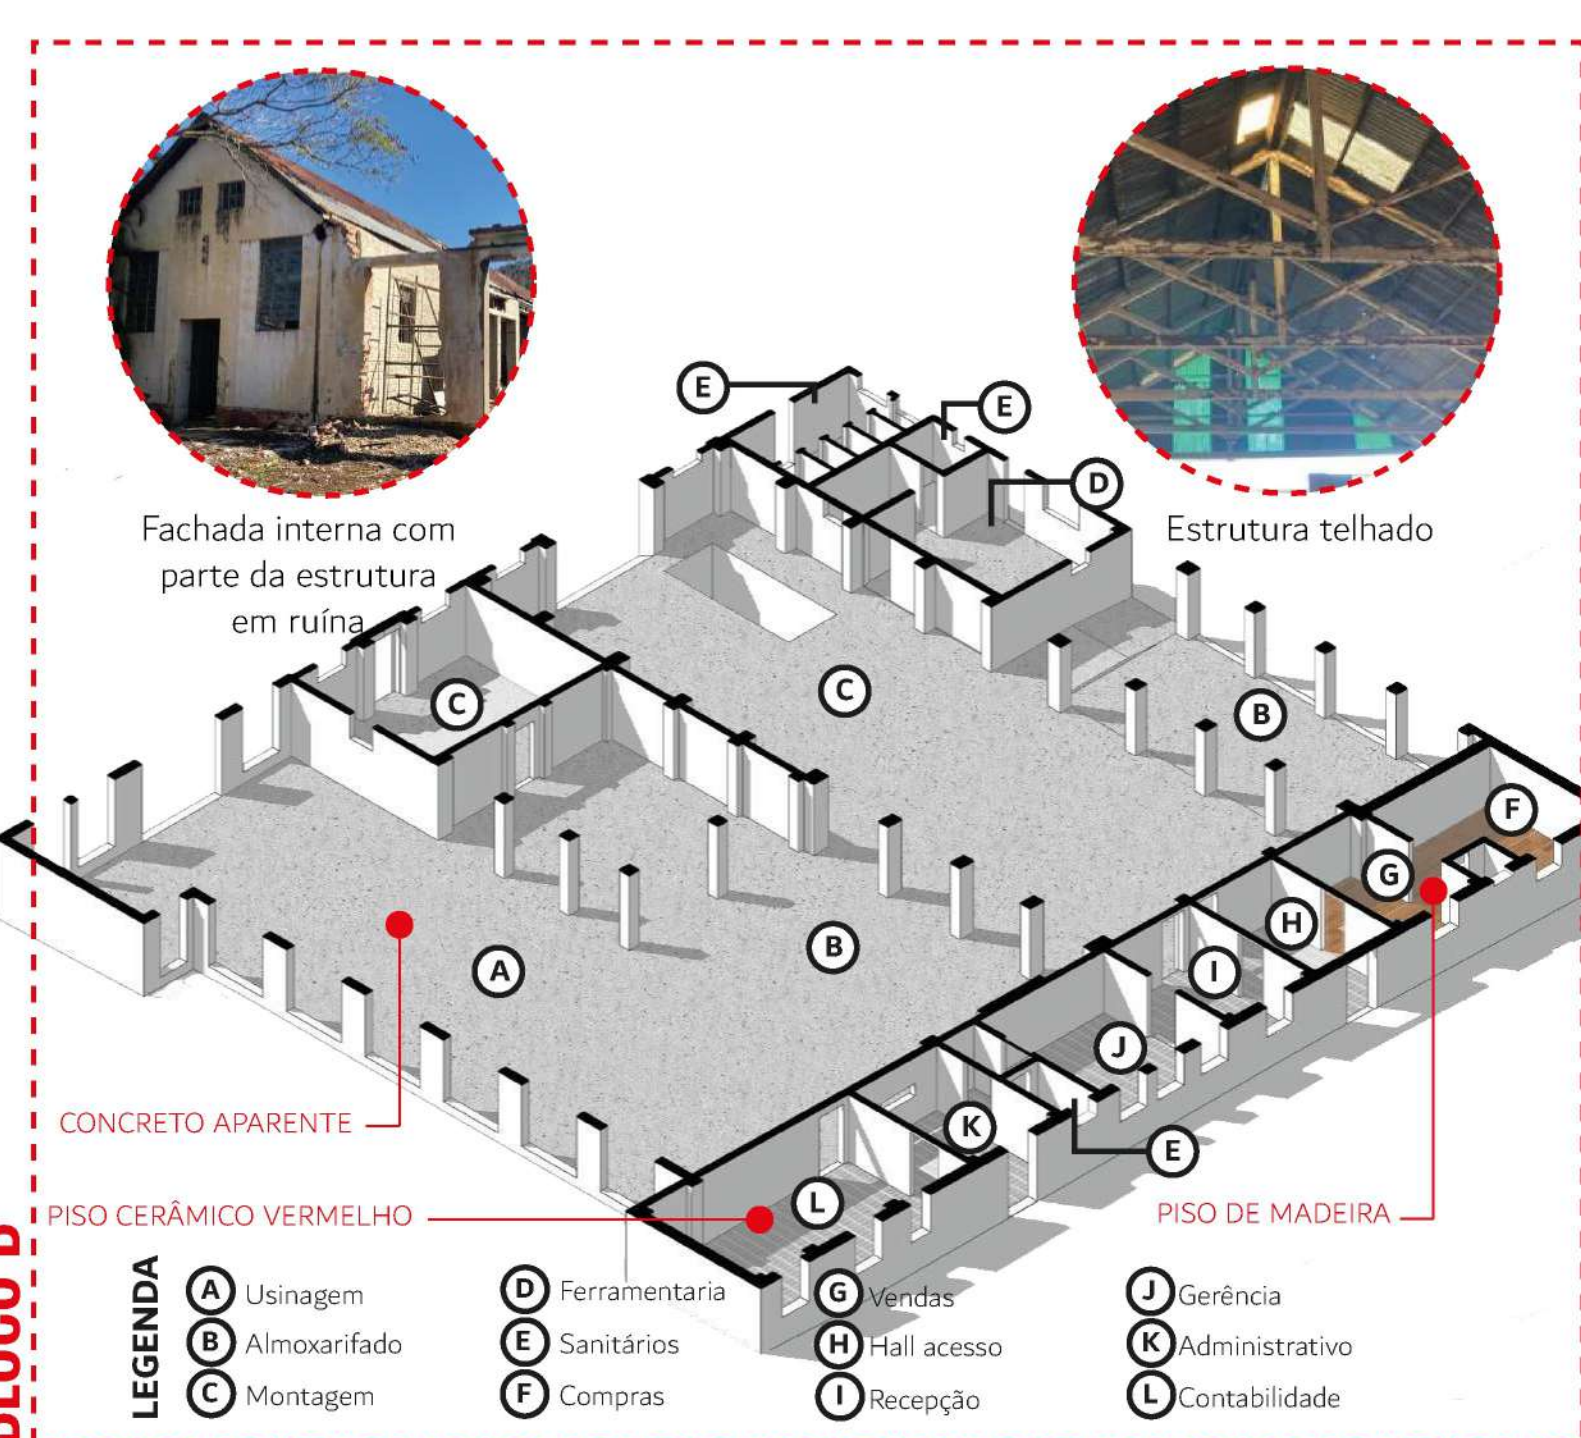 Fachada interna com
parte da estrutura
em ruína
Estrutura telhado
E
E
D
C
C
B
F
G
H
B
I
A
J
K
E
L
CONCRETO APARENTE
PISO CERÂMICO VERMELHO
PISO DE MADEIRA
LEGENDA
A Usinagem
B Almoxarifado
C Montagem
D Ferramentaria
E Sanitários
F Compras
G Vendas
H Hall acesso
I Recepção
J Gerência
K Administrativo
L Contabilidade